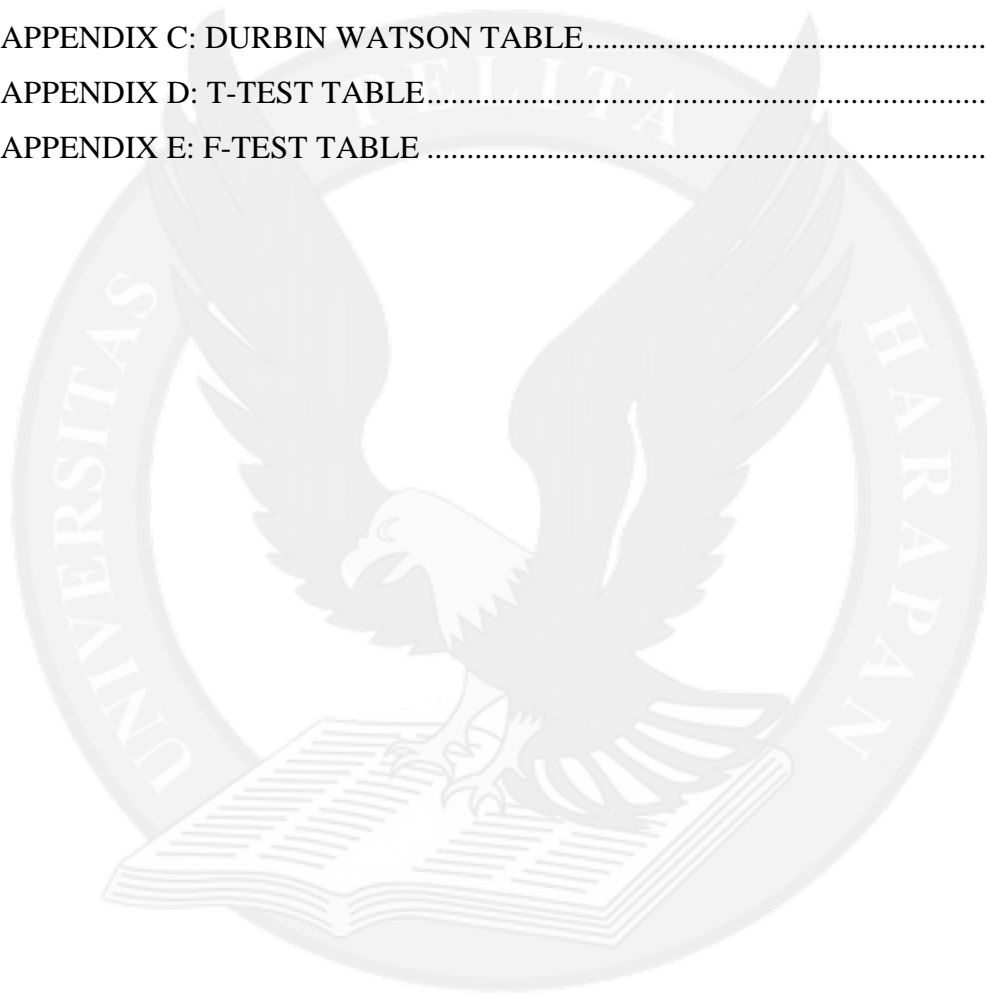 APPENDIX C: DURBIN WATSON TABLE................................................
APPENDIX D: T-TEST TABLE....................................................................
APPENDIX E: F-TEST TABLE ....................................................................
UNIVERSITAS PELITA HARAPAN